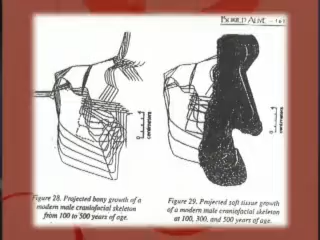 BURIED ALIVE - 161
centimeters
centimeters
Figure 28. Projected bony growth of a
modern male craniofacial skeleton
from 100 to 500 years of age.
Figure 29. Projected soft tissue growth
of a modern male craniofacial skeleton
at 100, 300, and 500 years of age.